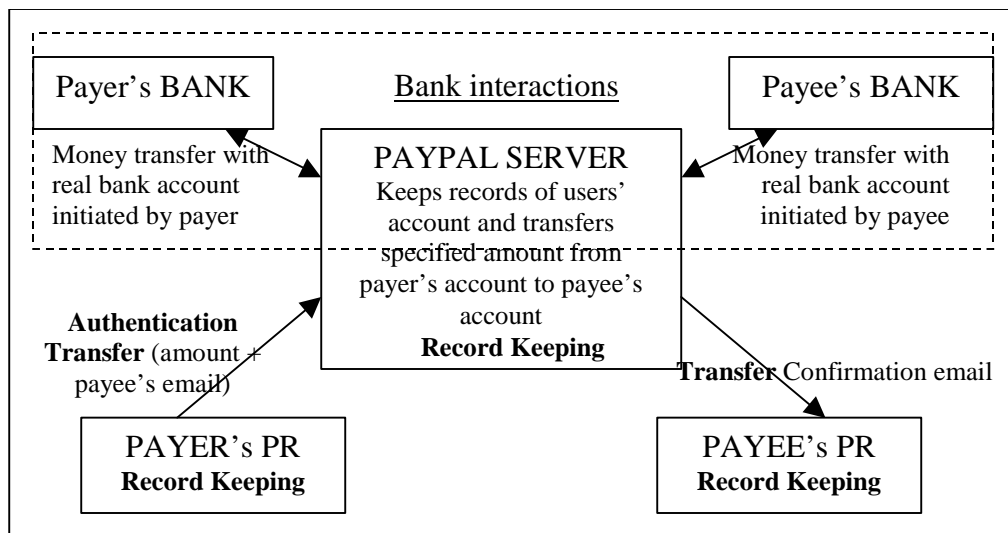 Payer's BANK
Bank interactions
Payee's BANK
Money transfer with
real bank account
initiated by payer
PAYPAL SERVER
Keeps records of users'
account and transfers
specified amount from
payer's account to payee's
account
Record Keeping
Money transfer with
real bank account
initiated by payee
Authentication
Transfer (amount +
payee's email)
Transfer Confirmation email
PAYER's PR
Record Keeping
PAYEE's PR
Record Keeping